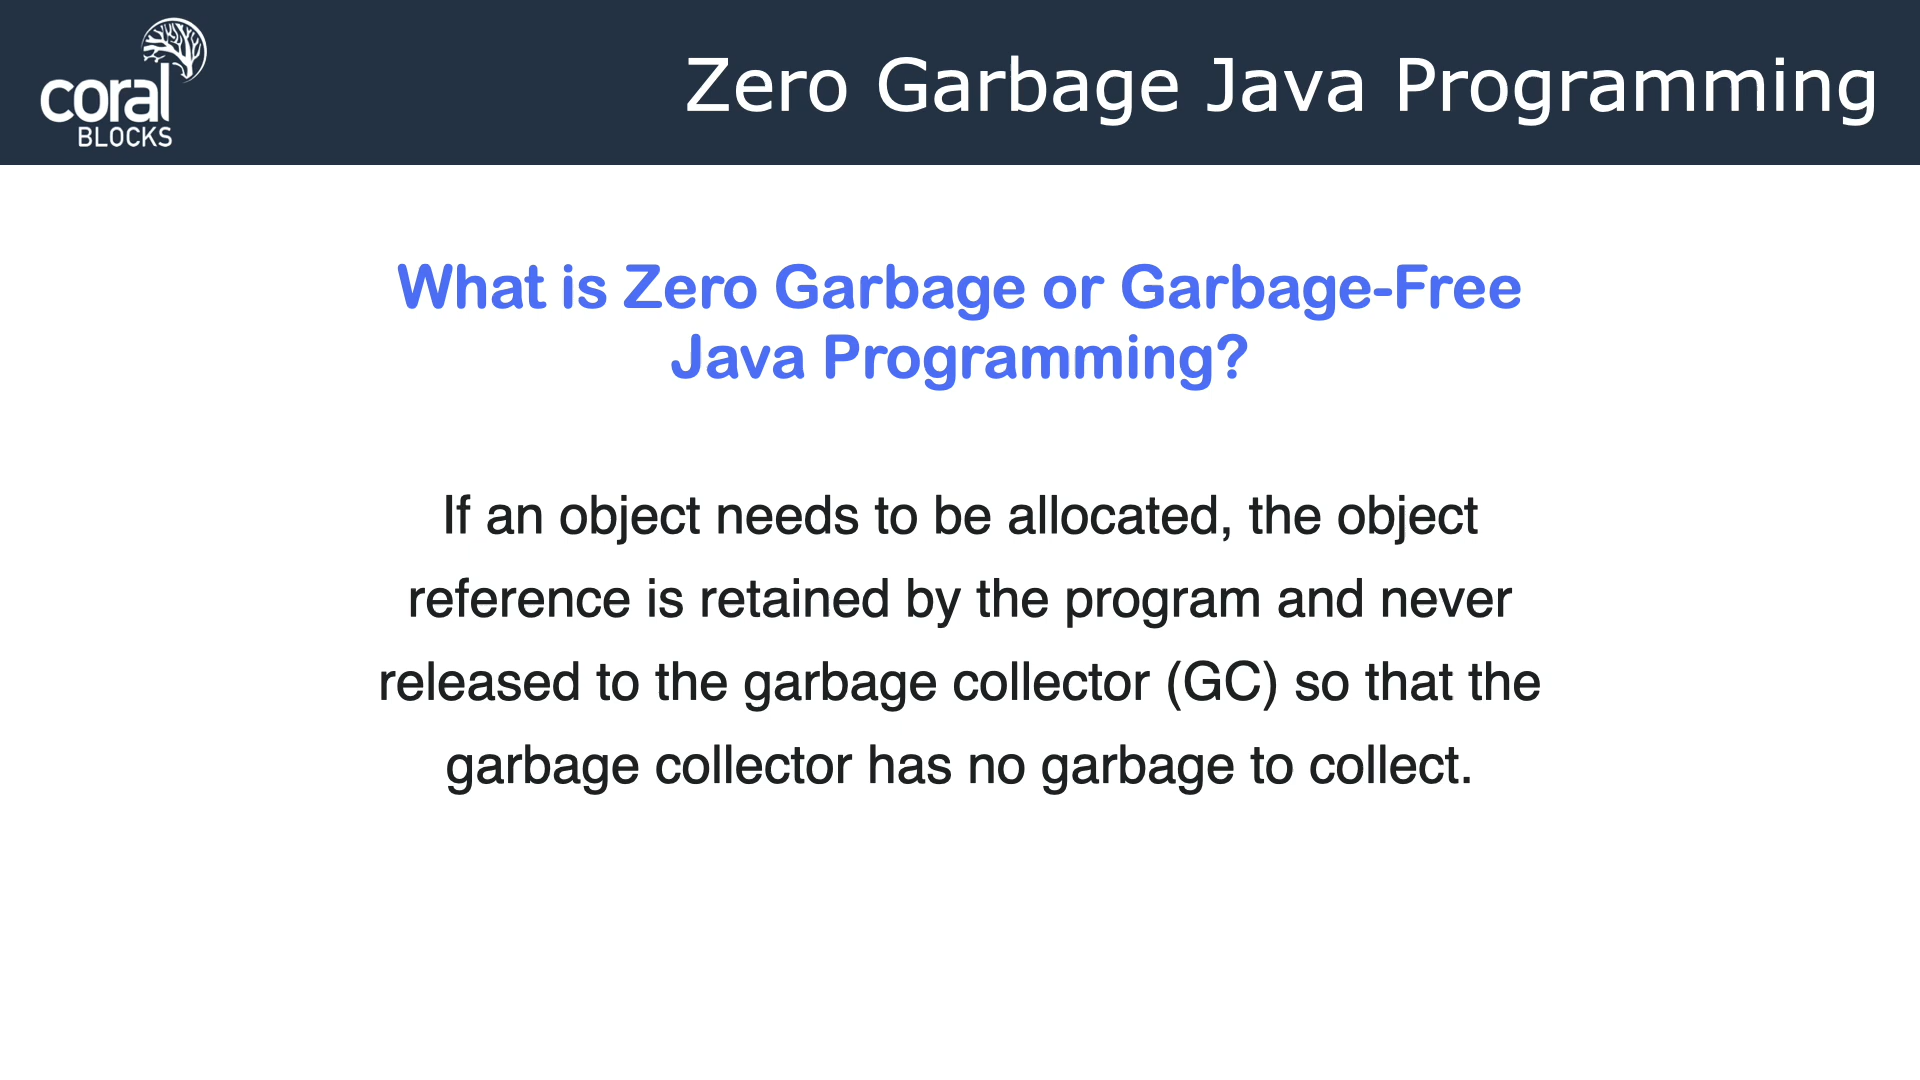 coral
BLOCKS
Zero Garbage Java Programming
What is Zero Garbage or Garbage-Free
Java Programming?
If an object needs to be allocated, the object
reference is retained by the program and never
released to the garbage collector (GC) so that the
garbage collector has no garbage to collect.